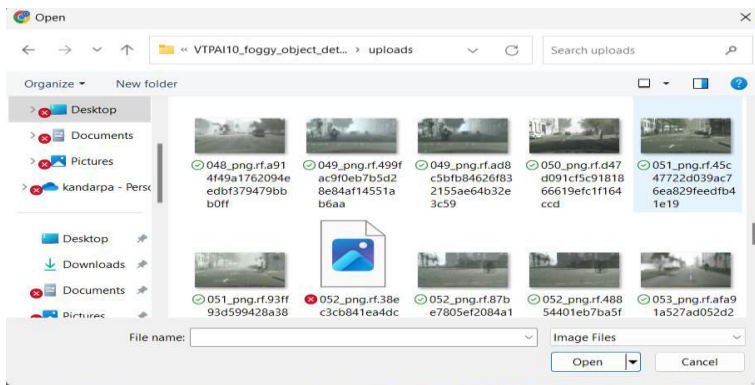 Open
« VTPAI10_foggy_object_det... › uploads
Search uploads
Organize
New folder
Desktop
Documents
Pictures
kandarpa - Perso
Desktop
Downloads
Documents
Pictures
048_png.rf.a91
4f49a1762094e
edbf379479bb
b0ff
049_png.rf.499f
ac9f0eb7b5d2
8e84af14551a
b6aa
049_png.rf.ad8
c5bfb84626f83
2155ae64b32e
3c59
050_png.rf.d47
d091cf5c91818
66619efc1f164
ccd
051_png.rf.45c
47722d039ac7
6ea829feedfb4
1e19
051_png.rf.93ff
93d599428a38
052_png.rf.38e
c3cb841ea4dc
052_png.rf.87b
e7805ef2084a1
052_png.rf.488
54401eb7ba5f
053_png.rf.afa9
1a527ad052d2
File name:
Image Files
Open
Cancel